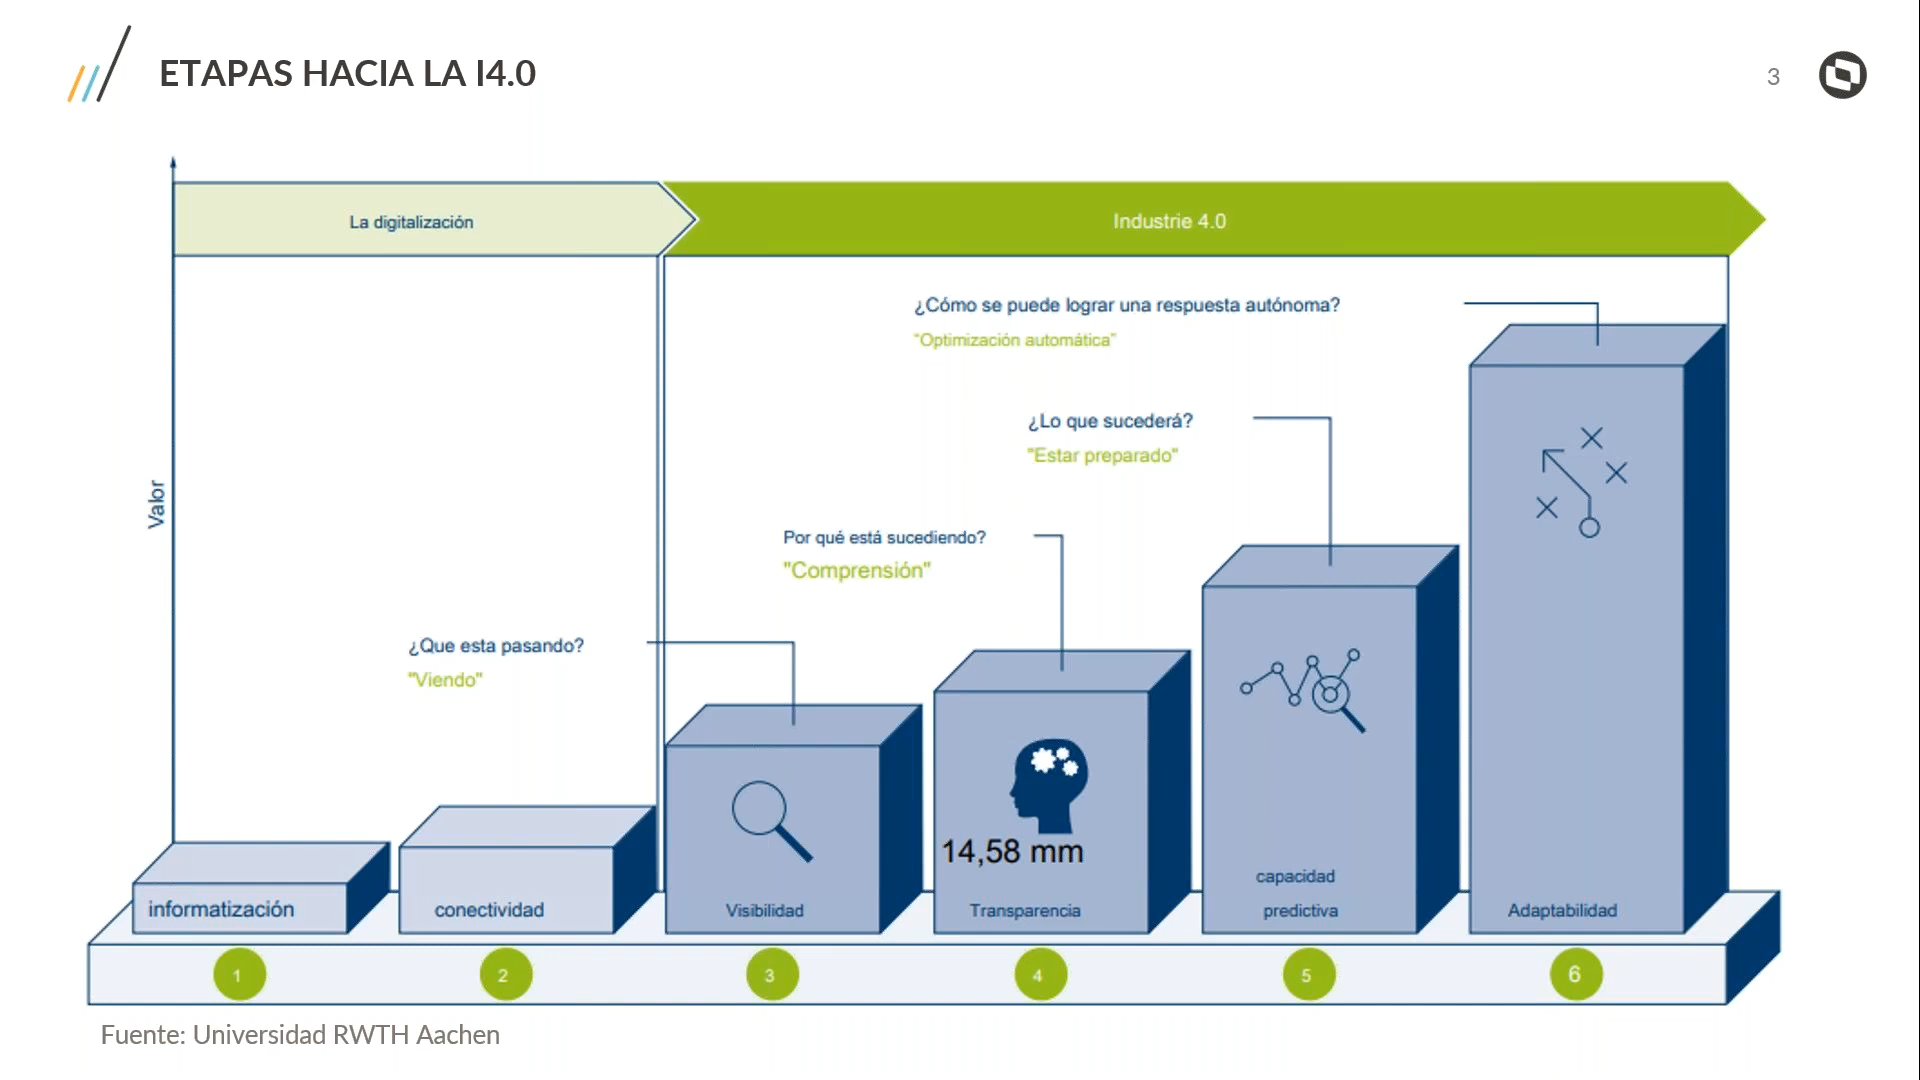 ETAPAS HACIA LA I4.0
3
La digitalización
Industrie 4.0
¿Cómo se puede lograr una respuesta autónoma?
"Optimización automática"
¿Lo que sucederá?
"Estar preparado"
Valor
Por qué está sucediendo?
"Comprensión"
¿Que esta pasando?
"Viendo"
14,58 mm
informatización
conectividad
Visibilidad
Transparencia
capacidad
predictiva
Adaptabilidad
1
2
3
4
5
6
Fuente: Universidad RWTH Aachen